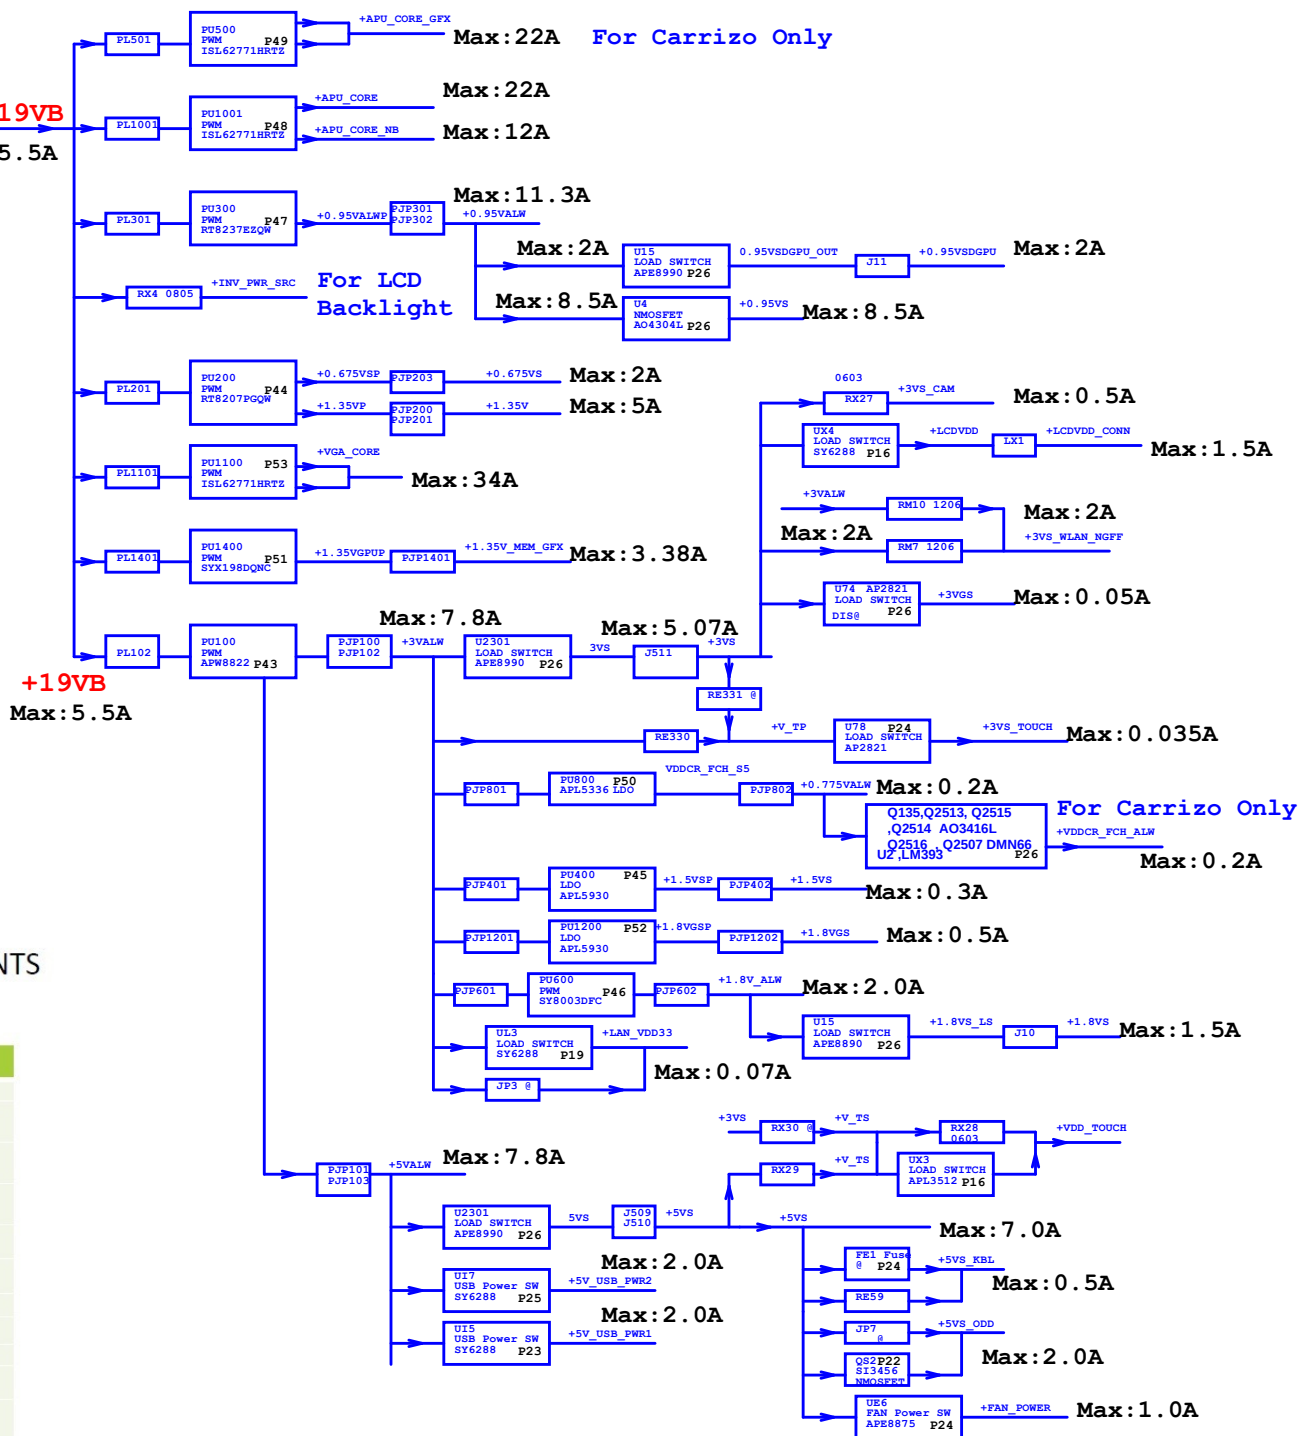 PL501
PU500
PWM P49
ISL62771HRTZ
+APU_CORE_GFX
Max:22A For Carrizo Only
19VB
5.5A
PL1001
PU1001
PWM P48
ISL62771HRTZ
+APU_CORE
Max:22A
+APU_CORE_NB
Max:12A
PL301
PU300
PWM P47
RT8237EZQW
+0.95VALWP
PJP301
PJP302
Max:11.3A
+0.95VALW
Max:2A
U15
LOAD SWITCH
APE8990 P26
0.95VSDGPU_OUT
J11
+0.95VSDGPU
Max:2A
Max:8.5A
U4
NMOSFET
AO4304L P26
+0.95VS
Max:8.5A
RX4 0805
+INV_PWR_SRC
For LCD
Backlight
PL201
PU200
PWM P44
RT8207PGQW
+0.675VSP
PJP203
+0.675VS
Max:2A
+1.35VP
PJP200
PJP201
+1.35V
Max:5A
PL1101
PU1100 P53
PWM
ISL62771HRTZ
+VGA_CORE
Max:34A
PL1401
PU1400
PWM P51
SYX198DQNC
+1.35VGPUP
PJP1401
+1.35V_MEM_GFX
Max:3.38A
0603
RX27
+3VS_CAM
Max:0.5A
UX4
LOAD SWITCH
SY6288 P16
+LCDVDD
LX1
+LCDVDD_CONN
Max:1.5A
+3VALW
RM10 1206
Max:2A
Max:2A
RM7 1206
+3VS_WLAN_NGFF
U74 AP2821
LOAD SWITCH
DIS@ P26
+3VGS
Max:0.05A
PL102
PU100
PWM
APW8822 P43
PJP100
PJP102
+3VALW
Max:7.8A
U2301
LOAD SWITCH
APE8990 P26
3VS
Max:5.07A
J511
+3VS
+19VB
Max:5.5A
RE331 @
RE330
+V_TP
U78 P24
LOAD SWITCH
AP2821
+3VS_TOUCH
Max:0.035A
PJP801
PU800 P50
APL5336 LDO
VDDCR_FCH_S5
PJP802
+0.775VALW
Max:0.2A
Q135,Q2513, Q2515
,Q2514 AO3416L
Q2516 , Q2507 DMN66
U2 ,LM393 P26
For Carrizo Only
+VDDCR_FCH_ALW
Max:0.2A
PJP401
PU400 P45
LDO
APL5930
+1.5VSP
PJP402
+1.5VS
Max:0.3A
PJP1201
PU1200 P52
LDO
APL5930
+1.8VGSP
PJP1202
+1.8VGS
Max:0.5A
NTS
PJP601
PU600
PWM P46
SY8003DFC
PJP602
+1.8V_ALW
Max:2.0A
U15
LOAD SWITCH
APE8890 P26
+1.8VS_LS
J10
+1.8VS
Max:1.5A
UL3
LOAD SWITCH
SY6288 P19
+LAN_VDD33
JP3 @
Max:0.07A
+3VS
RX30 @
+V_TS
RX28
0603
+VDD_TOUCH
RX29
+V_TS
UX3
LOAD SWITCH
APL3512 P16
PJP101
PJP103
+5VALW
Max:7.8A
U2301
LOAD SWITCH
APE8990 P26
5VS
J509
J510
+5VS
+5VS
Max:7.0A
Max:2.0A
UI7
USB Power SW
SY6288 P25
+5V_USB_PWR2
Max:2.0A
UI5
USB Power SW
SY6288 P23
+5V_USB_PWR1
FE1 Fuse
@ P24
+5VS_KBL
RE59
Max:0.5A
JP7
@
+5VS_ODD
QS2P22
SI3456
NMOSFET
Max:2.0A
UE6
FAN Power SW
APE8875 P24
+FAN_POWER
Max:1.0A